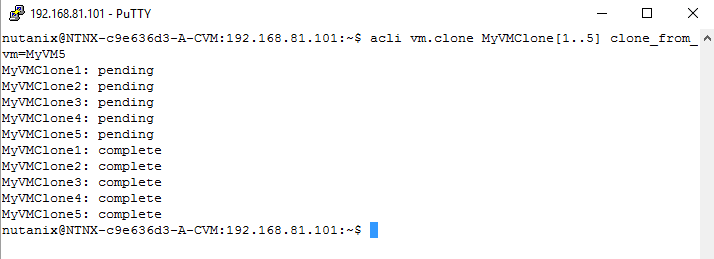 192.168.81.101 - PuTTY
nutanix@NTNX-c9e636d3-A-CVM:192.168.81.101:~$ acli vm.clone MyVMClone[1..5] clone_from_
vm=MyVM5
MyVMClone1: pending
MyVMClone2: pending
MyVMClone3: pending
MyVMClone4: pending
MyVMClone5: pending
MyVMClone1: complete
MyVMClone2: complete
MyVMClone3: complete
MyVMClone4: complete
MyVMClone5: complete
nutanix@NTNX-c9e636d3-A-CVM:192.168.81.101:~$